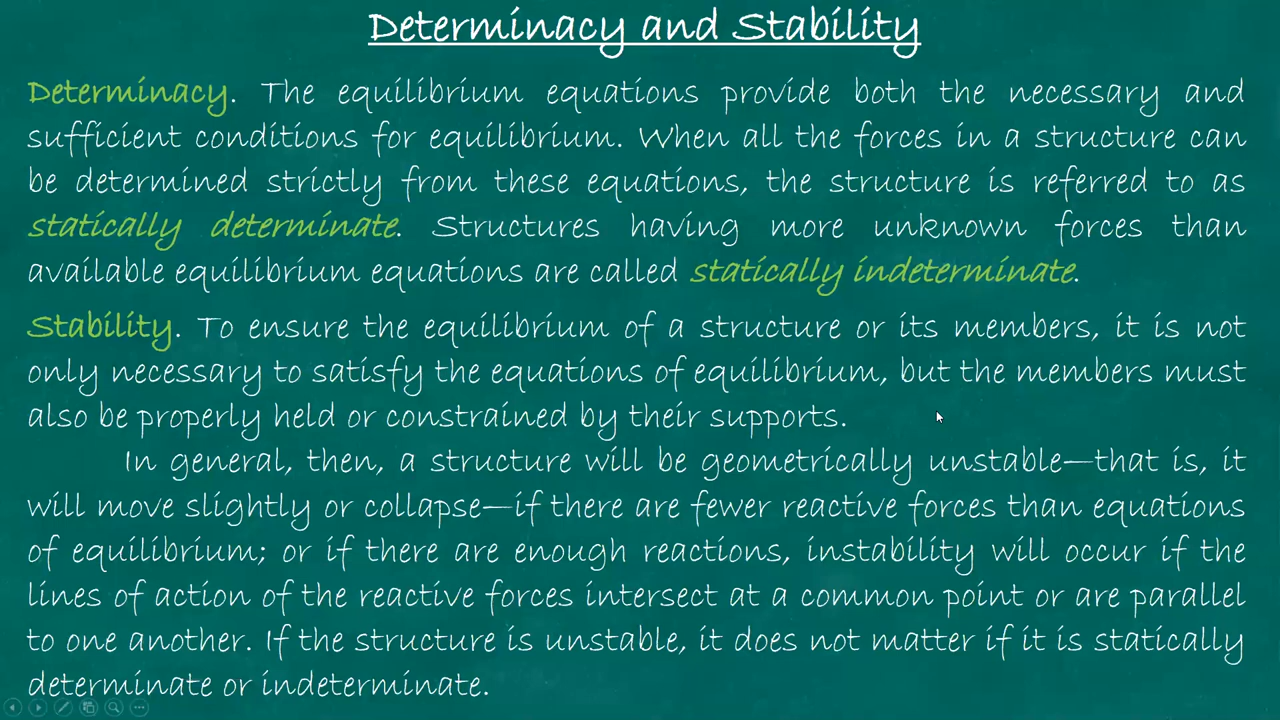 Determinacy and Stability
Determinacy. The equilibrium equations provide both the necessary and
sufficient conditions for equilibrium. When all the forces in a structure can
be determined strictly from these equations, the structure is referred to as
statically determinate. Structures having more unknown forces than
available equilibrium equations are called statically indeterminate.
Stability. To ensure the equilibrium of a structure or its members, it is not
only necessary to satisfy the equations of equilibrium, but the members must
also be properly held or constrained by their supports.
In general, then, a structure will be geometrically unstable—that is, it
will move slightly or collapse—if there are fewer reactive forces than equations
of equilibrium; or if there are enough reactions, instability will occur if the
lines of action of the reactive forces intersect at a common point or are parallel
to one another. If the structure is unstable, it does not matter if it is statically
determinate or indeterminate.